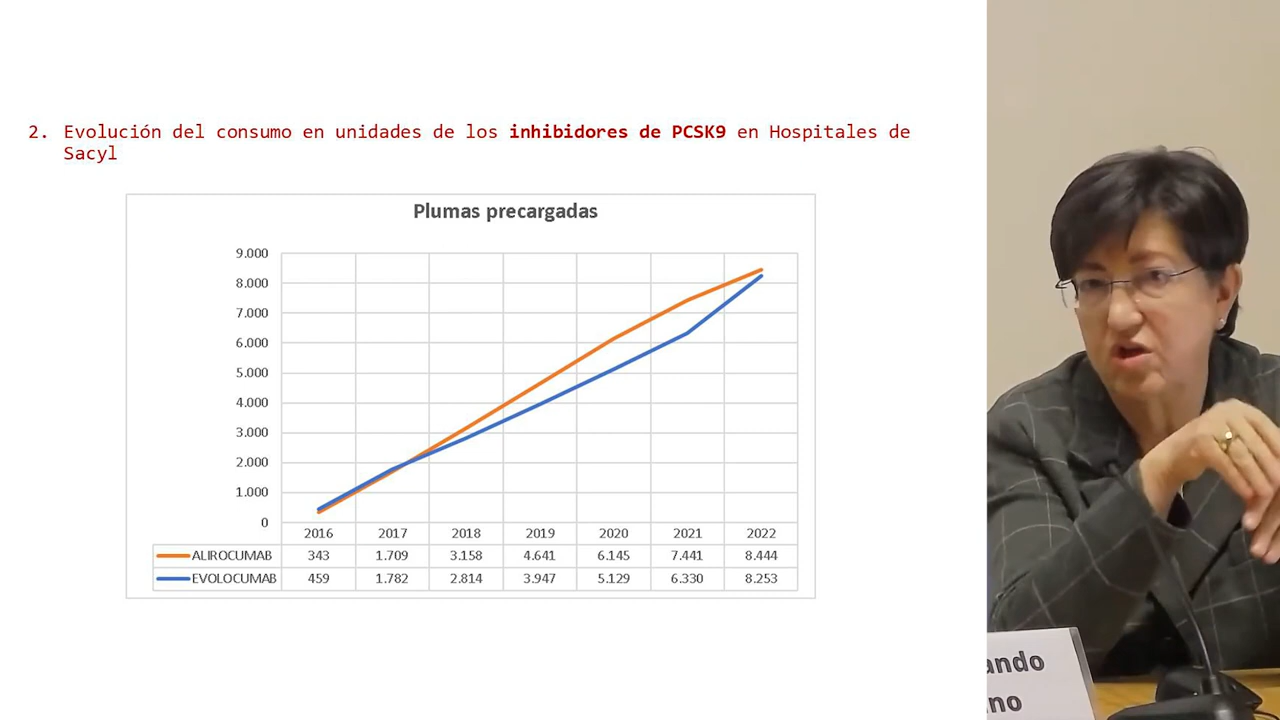 2. Evolución del consumo en unidades de los inhibidores de PCSK9 en Hospitales de
Sacyl
Plumas precargadas
9.000
8.000
7.000
6.000
5.000
4.000
3.000
2.000
1.000
0
2016 2017 2018 2019 2020 2021 2022
ALIROCUMAB 343 1.709 3.158 4.641 6.145 7.441 8.444
EVOLOCUMAB 459 1.782 2.814 3.947 5.129 6.330 8.253